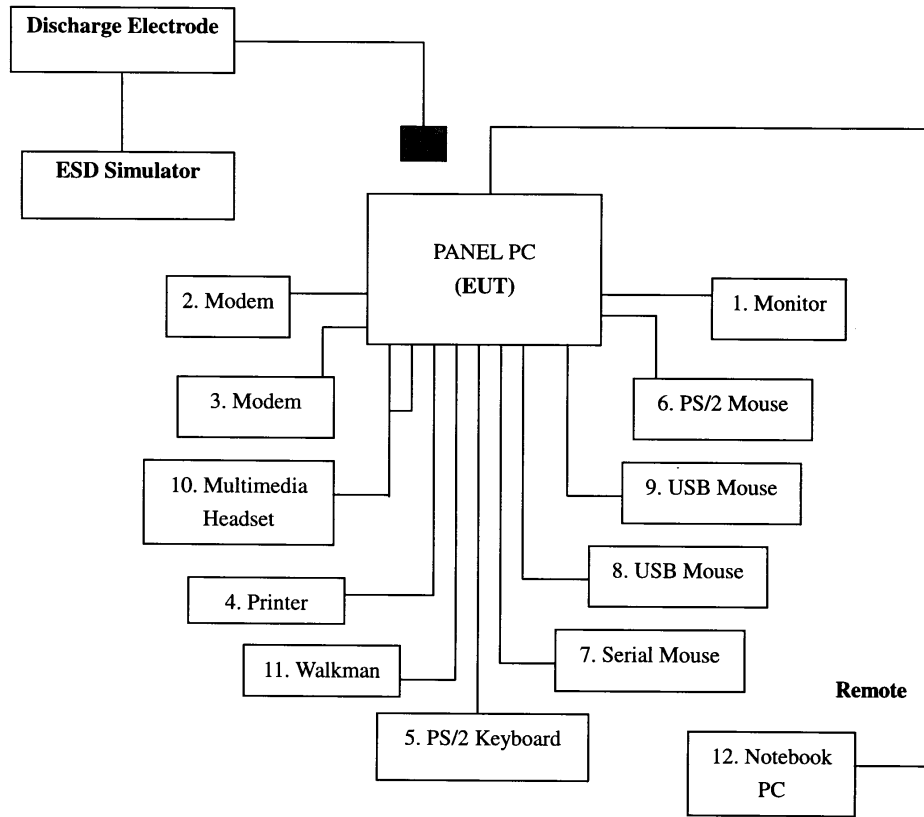 Discharge Electrode
ESD Simulator
PANEL PC
(EUT)
2. Modem
1. Monitor
3. Modem
6. PS/2 Mouse
10. Multimedia
Headset
9. USB Mouse
8. USB Mouse
4. Printer
7. Serial Mouse
11. Walkman
Remote
5. PS/2 Keyboard
12. Notebook
PC